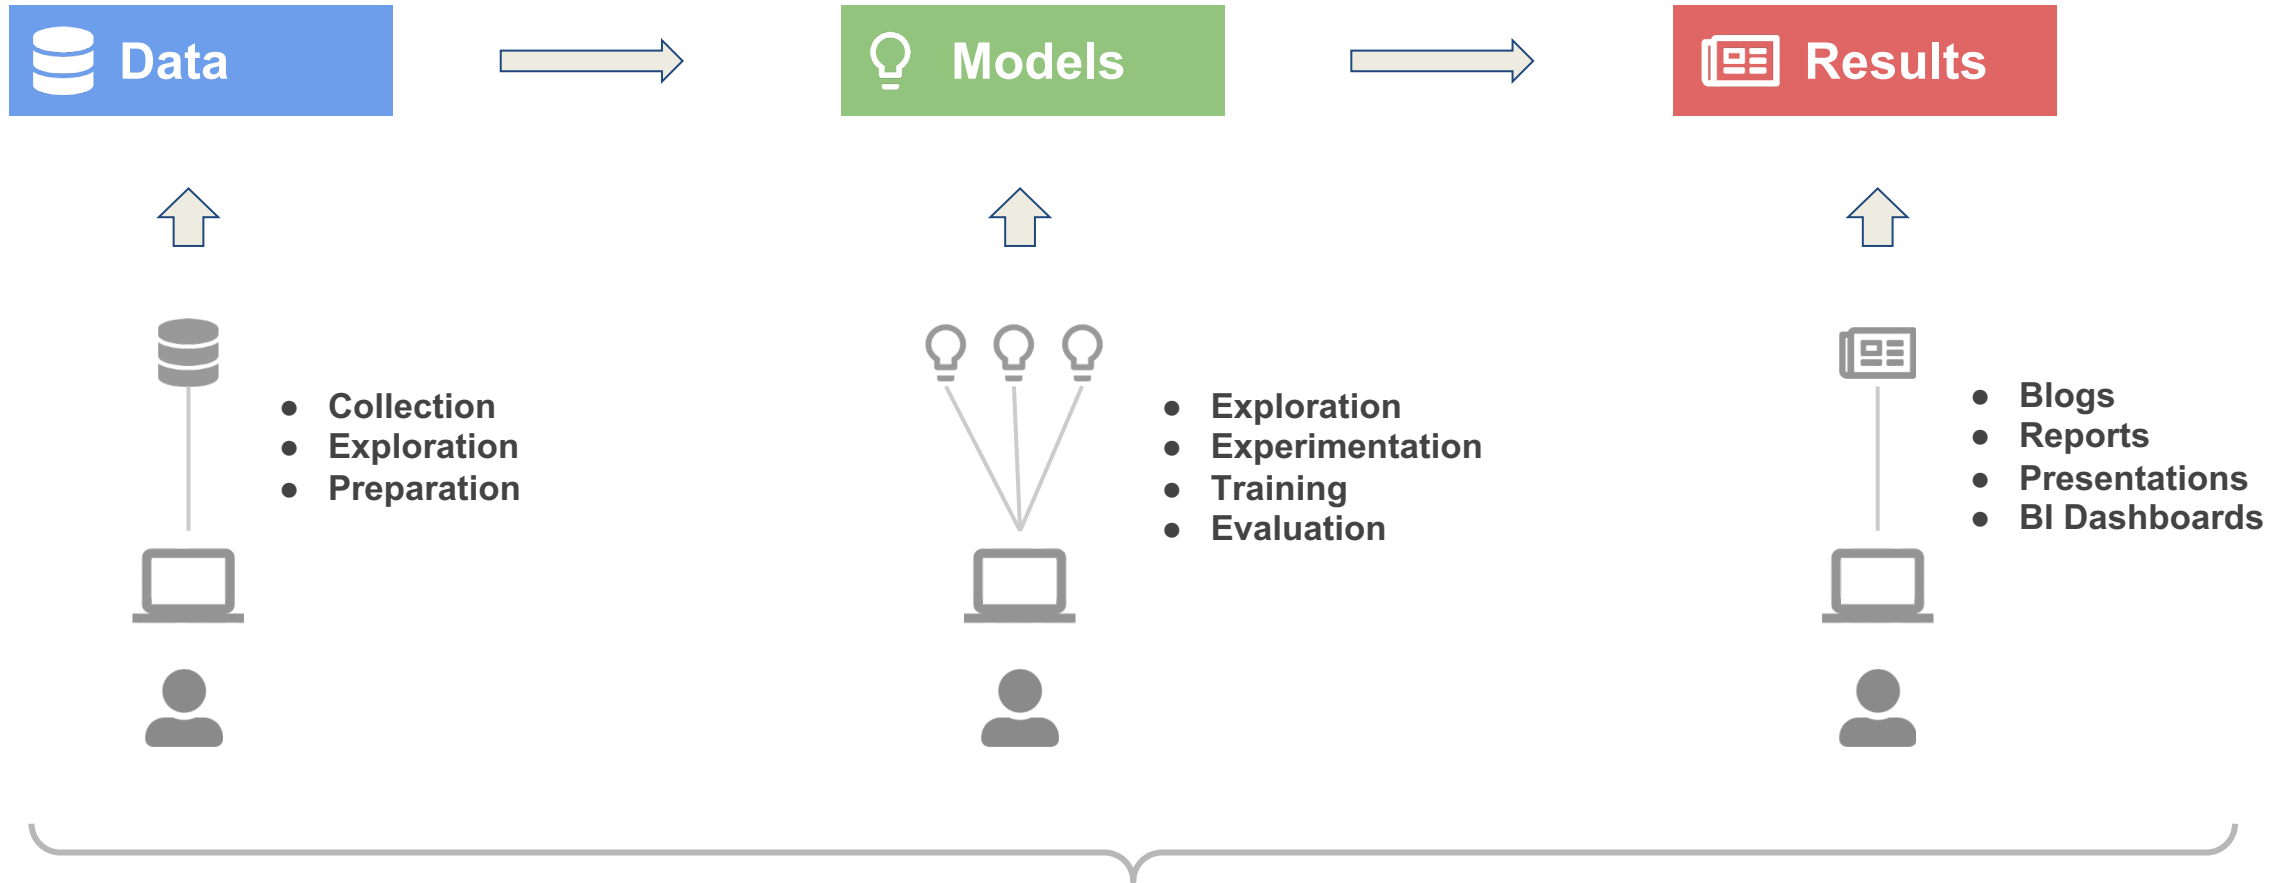 Data
Models
Results
● Collection
● Exploration
● Preparation
● Exploration
● Experimentation
● Training
● Evaluation
● Blogs
● Reports
● Presentations
● BI Dashboards